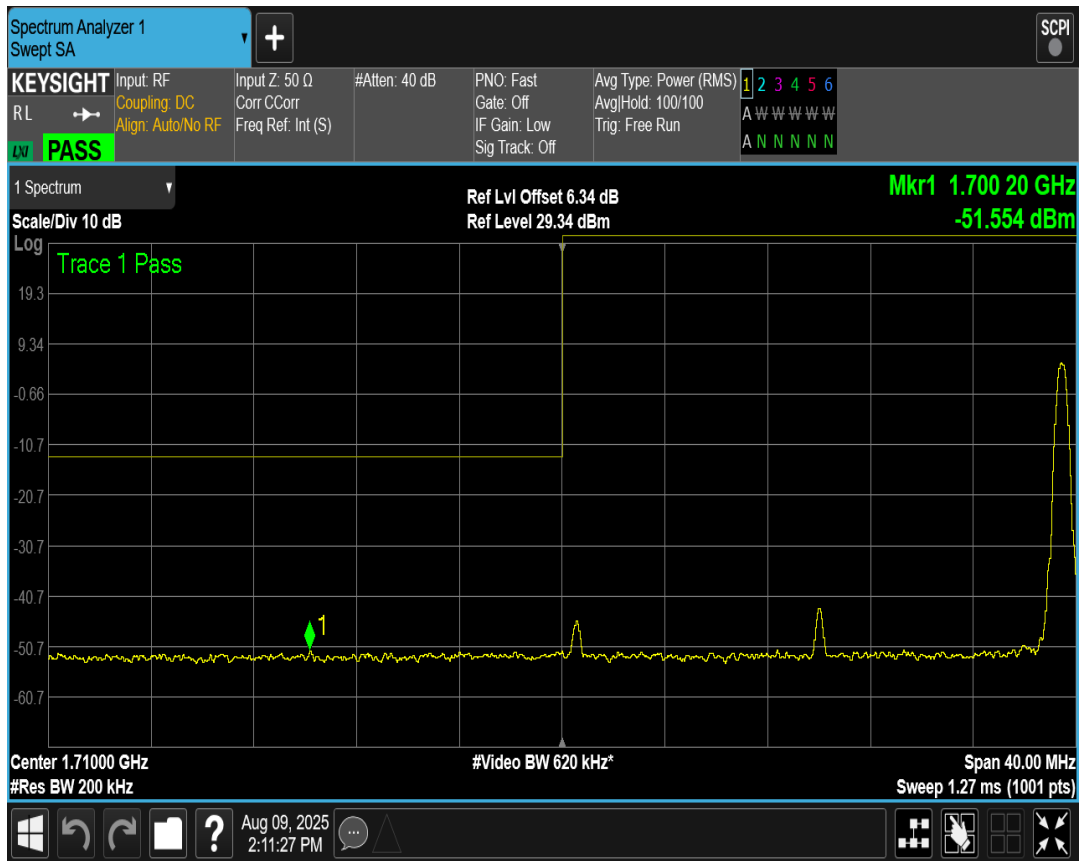 Spectrum Analyzer 1
Swept SA
+
SCPI
KEYSIGHT
RL
LXI PASS
Input: RF
Coupling: DC
Align: Auto/No RF
Input Z: 50 Ω
Corr CCorr
Freq Ref: Int (S)
#Atten: 40 dB
PNO: Fast
Gate: Off
IF Gain: Low
Sig Track: Off
Avg Type: Power (RMS)
Avg|Hold: 100/100
Trig: Free Run
1 2 3 4 5 6
A W W W W W
A N N N N N
1 Spectrum
Scale/Div 10 dB
Ref Lvl Offset 6.34 dB
Ref Level 29.34 dBm
Mkr1 1.700 20 GHz
-51.554 dBm
Log
Trace 1 Pass
19.3
9.34
-0.66
-10.7
-20.7
-30.7
-40.7
-50.7
-60.7
1
Center 1.71000 GHz
#Res BW 200 kHz
#Video BW 620 kHz*
Span 40.00 MHz
Sweep 1.27 ms (1001 pts)
?
Aug 09, 2025
2:11:27 PM